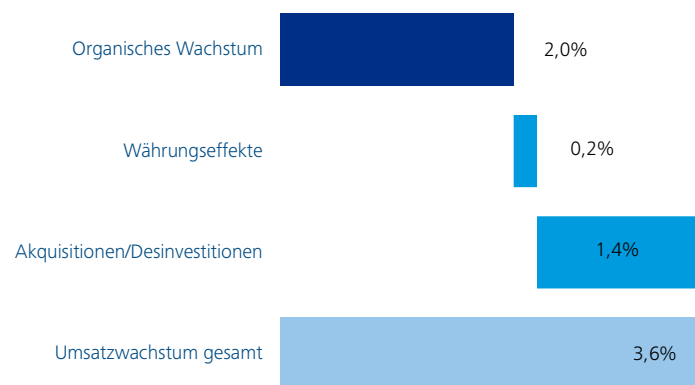 Organisches Wachstum 2,0%
Währungseffekte 0,2%
Akquisitionen/Desinvestitionen 1,4%
Umsatzwachstum gesamt 3,6%